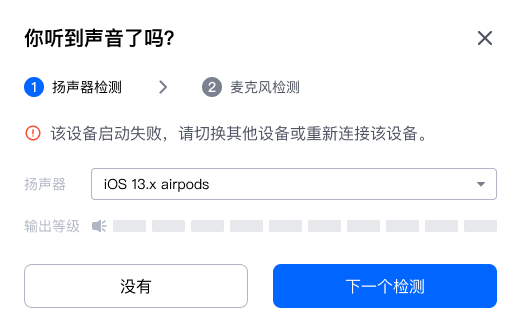 你听到声音了吗?
1 扬声器检测
2 麦克风检测
该设备启动失败，请切换其他设备或重新连接该设备。
扬声器 iOS 13.x airpods
输出等级
没有
下一个检测